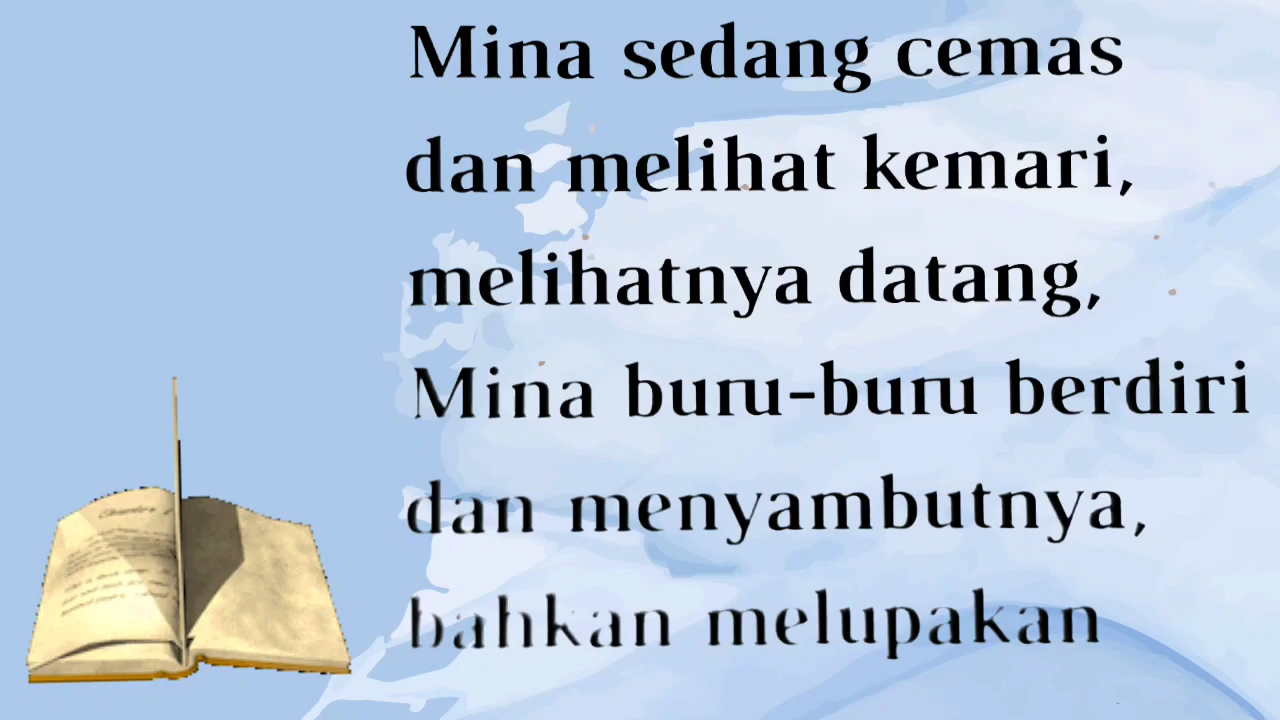 Mina sedang cemas
dan melihat kemari,
melihatnya datang,
Mina buru-buru berdiri
dan menyambutnya,
bahkan melupakan